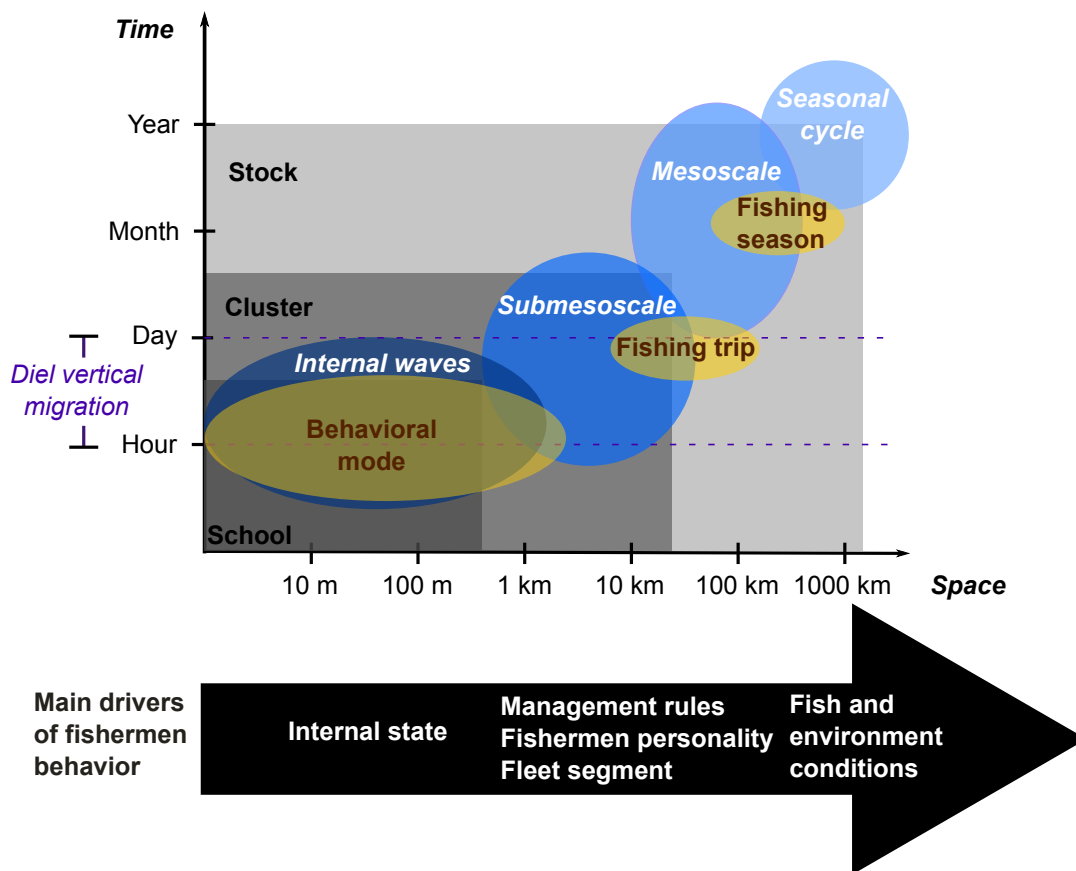 Time
Year
Month
Day
Hour
Diel vertical
migration
Seasonal
cycle
Stock
Mesoscale
Fishing
season
Cluster
Submesoscale
Fishing trip
Internal waves
Behavioral
mode
School
10 m
100 m
1 km
10 km
100 km
1000 km
Space
Main drivers
of fishermen
behavior
Internal state
Management rules
Fishermen personality
Fleet segment
Fish and
environment
conditions